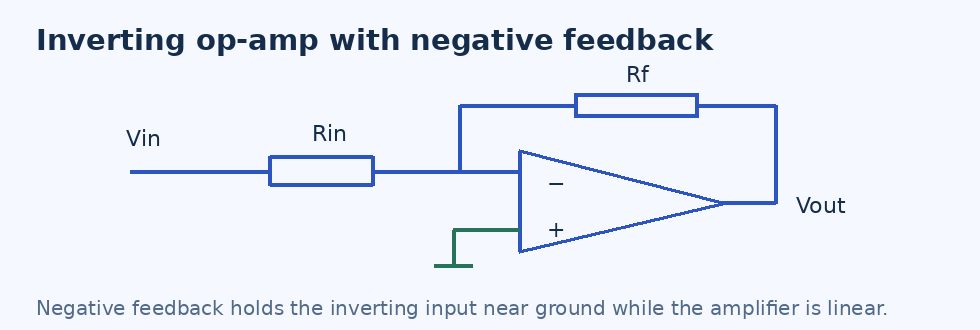 Inverting op-amp with negative feedback
Rf
Vin
Rin
−
Vout
+
Negative feedback holds the inverting input near ground while the amplifier is linear.